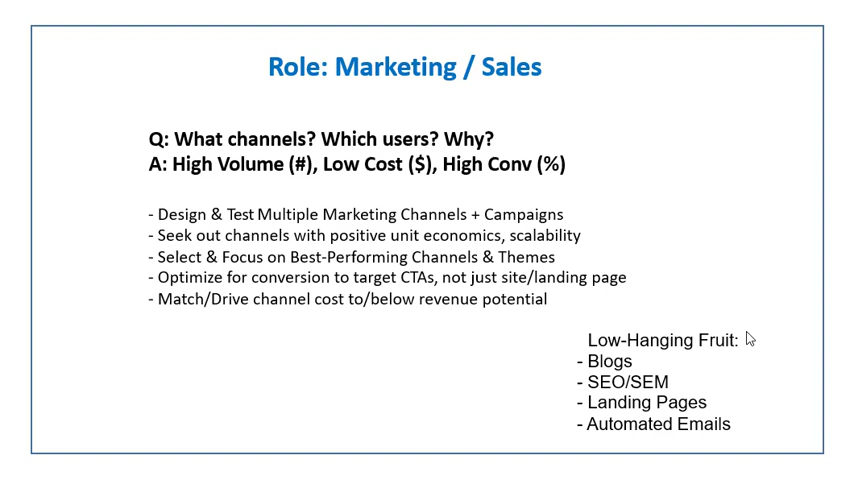 Role: Marketing / Sales
Q: What channels? Which users? Why?
A: High Volume (#), Low Cost ($), High Conv (%)
- Design & Test Multiple Marketing Channels + Campaigns
- Seek out channels with positive unit economics, scalability
- Select & Focus on Best-Performing Channels & Themes
- Optimize for conversion to target CTAs, not just site/landing page
- Match/Drive channel cost to/below revenue potential
Low-Hanging Fruit:
- Blogs
- SEO/SEM
- Landing Pages
- Automated Emails